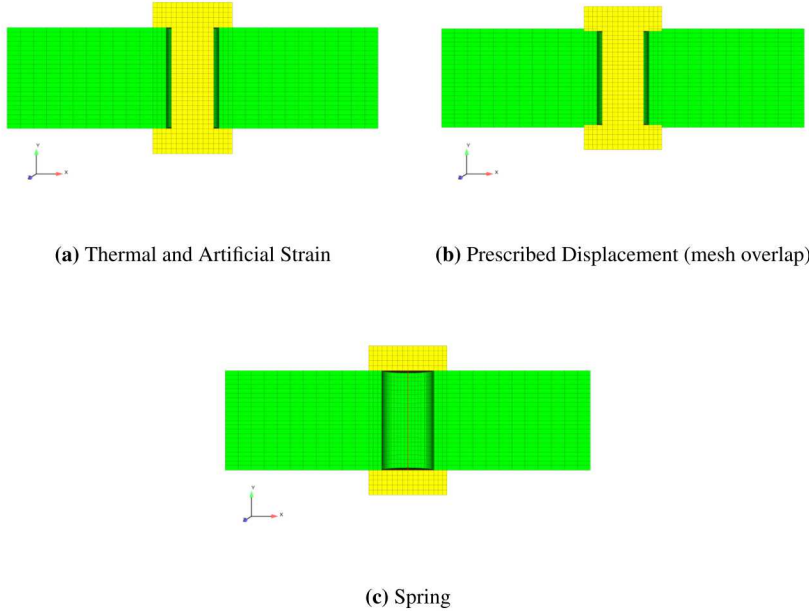 Y
X
Y
X
(a) Thermal and Artificial Strain
(b) Prescribed Displacement (mesh overlap)
Y
X
(c) Spring